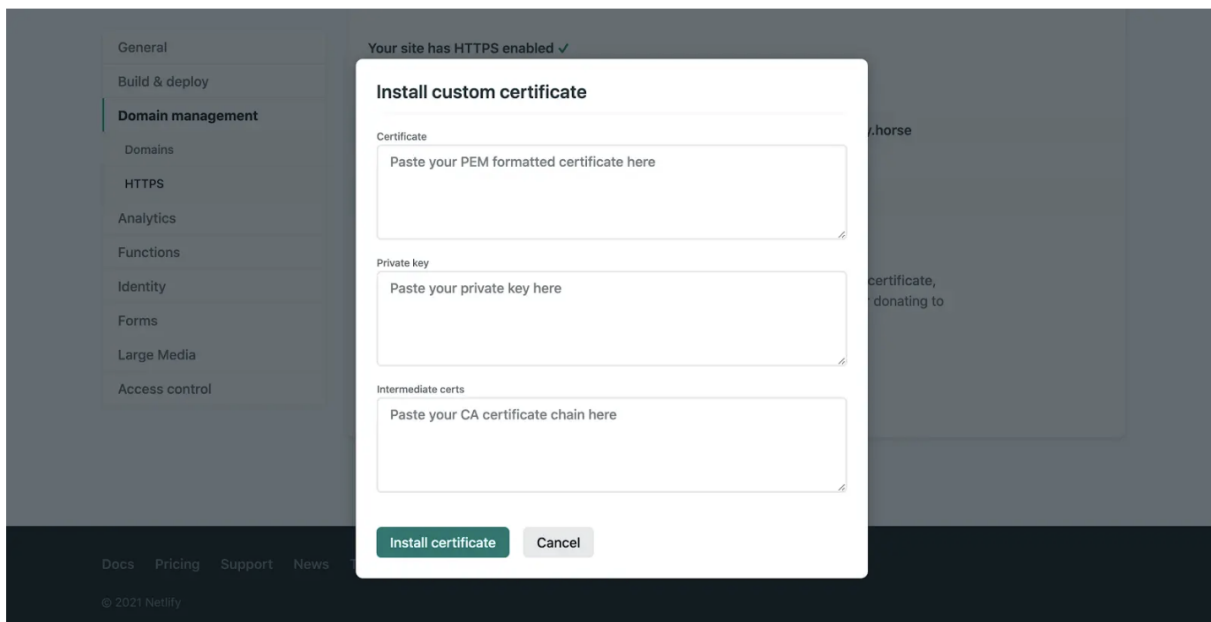 General
Build & deploy
Domain management
Domains
HTTPS
Analytics
Functions
Identity
Forms
Large Media
Access control
Your site has HTTPS enabled ✓
.horse
certificate,
donating to
Install custom certificate
Certificate
Paste your PEM formatted certificate here
Private key
Paste your private key here
Intermediate certs
Paste your CA certificate chain here
Install certificate
Cancel
Docs Pricing Support News
© 2021 Netlify